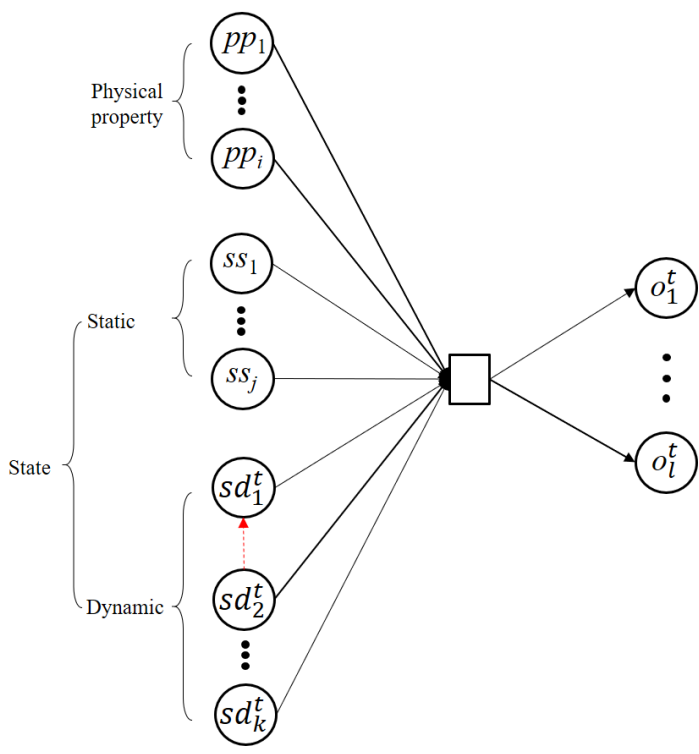 pp₁
Physical
property
ppᵢ
ss₁
Static
ssⱼ
State
sd₁ᵗ
Dynamic
sd₂ᵗ
sdₖᵗ
o₁ᵗ
oₗᵗ